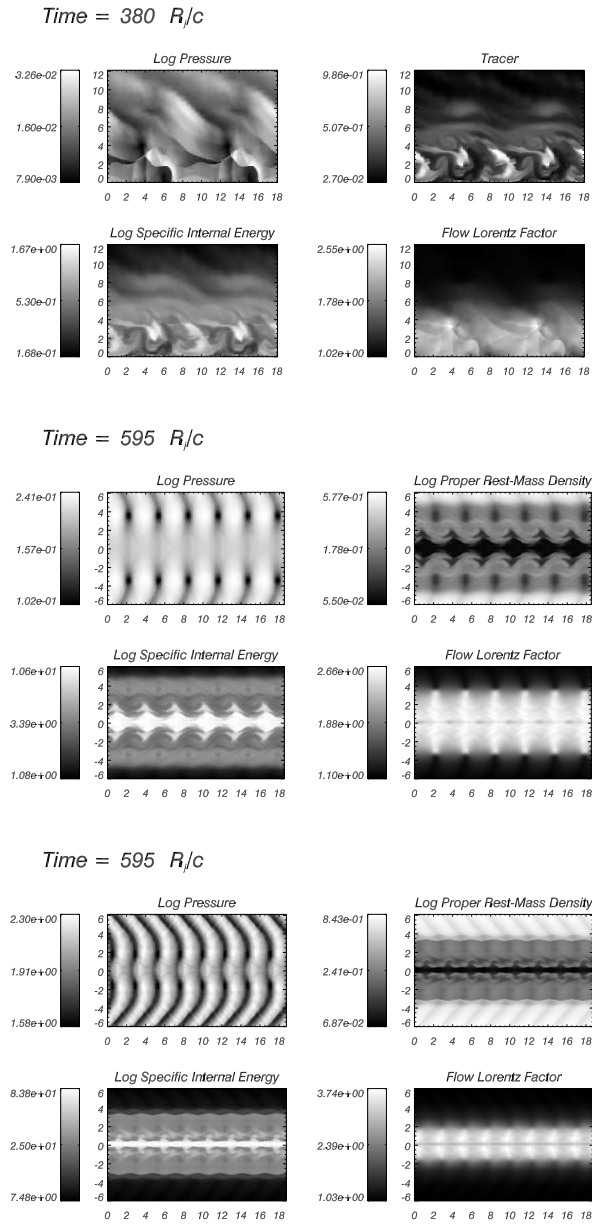 Time = 380 Rj/c
Log Pressure
Tracer
3.26e-02
1.60e-02
7.90e-03
12
10
8
6
4
2
0
0 2 4 6 8 10 12 14 16 18
9.86e-01
5.07e-01
2.70e-02
12
10
8
6
4
2
0
0 2 4 6 8 10 12 14 16 18
Log Specific Internal Energy
Flow Lorentz Factor
1.67e+00
5.30e-01
1.68e-01
12
10
8
6
4
2
0
0 2 4 6 8 10 12 14 16 18
2.55e+00
1.78e+00
1.02e+00
12
10
8
6
4
2
0
0 2 4 6 8 10 12 14 16 18
Time = 595 Rj/c
Log Pressure
Log Proper Rest-Mass Density
2.41e-01
1.57e-01
1.02e-01
6
4
2
0
-2
-4
-6
0 2 4 6 8 10 12 14 16 18
5.77e-01
1.78e-01
5.50e-02
6
4
2
0
-2
-4
-6
0 2 4 6 8 10 12 14 16 18
Log Specific Internal Energy
Flow Lorentz Factor
1.06e+01
3.39e+00
1.08e+00
6
4
2
0
-2
-4
-6
0 2 4 6 8 10 12 14 16 18
2.66e+00
1.88e+00
1.10e+00
6
4
2
0
-2
-4
-6
0 2 4 6 8 10 12 14 16 18
Time = 595 Rj/c
Log Pressure
Log Proper Rest-Mass Density
2.30e+00
1.91e+00
1.58e+00
6
4
2
0
-2
-4
-6
0 2 4 6 8 10 12 14 16 18
8.43e-01
2.41e-01
6.87e-02
6
4
2
0
-2
-4
-6
0 2 4 6 8 10 12 14 16 18
Log Specific Internal Energy
Flow Lorentz Factor
8.38e+01
2.50e+01
7.48e+00
6
4
2
0
-2
-4
-6
0 2 4 6 8 10 12 14 16 18
3.74e+00
2.39e+00
1.03e+00
6
4
2
0
-2
-4
-6
0 2 4 6 8 10 12 14 16 18